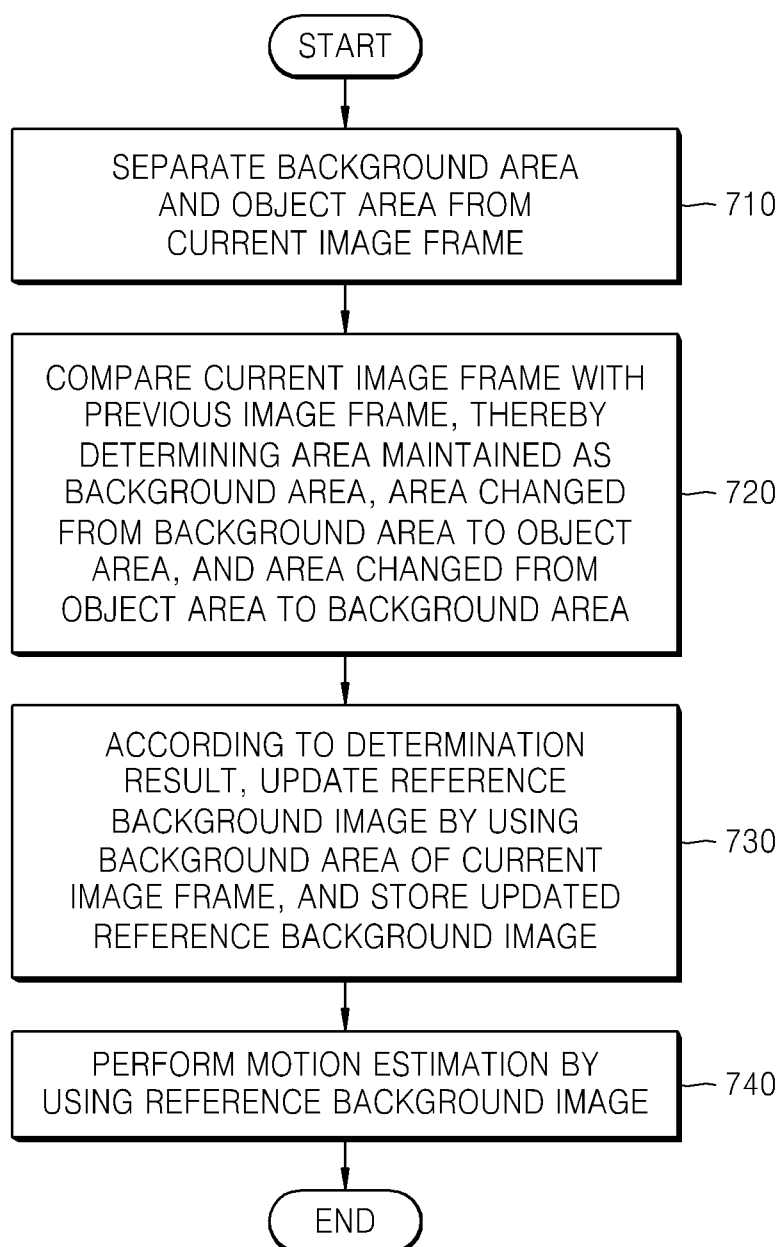 START
SEPARATE BACKGROUND AREA
AND OBJECT AREA FROM
CURRENT IMAGE FRAME
710
COMPARE CURRENT IMAGE FRAME WITH
PREVIOUS IMAGE FRAME, THEREBY
DETERMINING AREA MAINTAINED AS
BACKGROUND AREA, AREA CHANGED
FROM BACKGROUND AREA TO OBJECT
AREA, AND AREA CHANGED FROM
OBJECT AREA TO BACKGROUND AREA
720
ACCORDING TO DETERMINATION
RESULT, UPDATE REFERENCE
BACKGROUND IMAGE BY USING
BACKGROUND AREA OF CURRENT
IMAGE FRAME, AND STORE UPDATED
REFERENCE BACKGROUND IMAGE
730
PERFORM MOTION ESTIMATION BY
USING REFERENCE BACKGROUND IMAGE
740
END